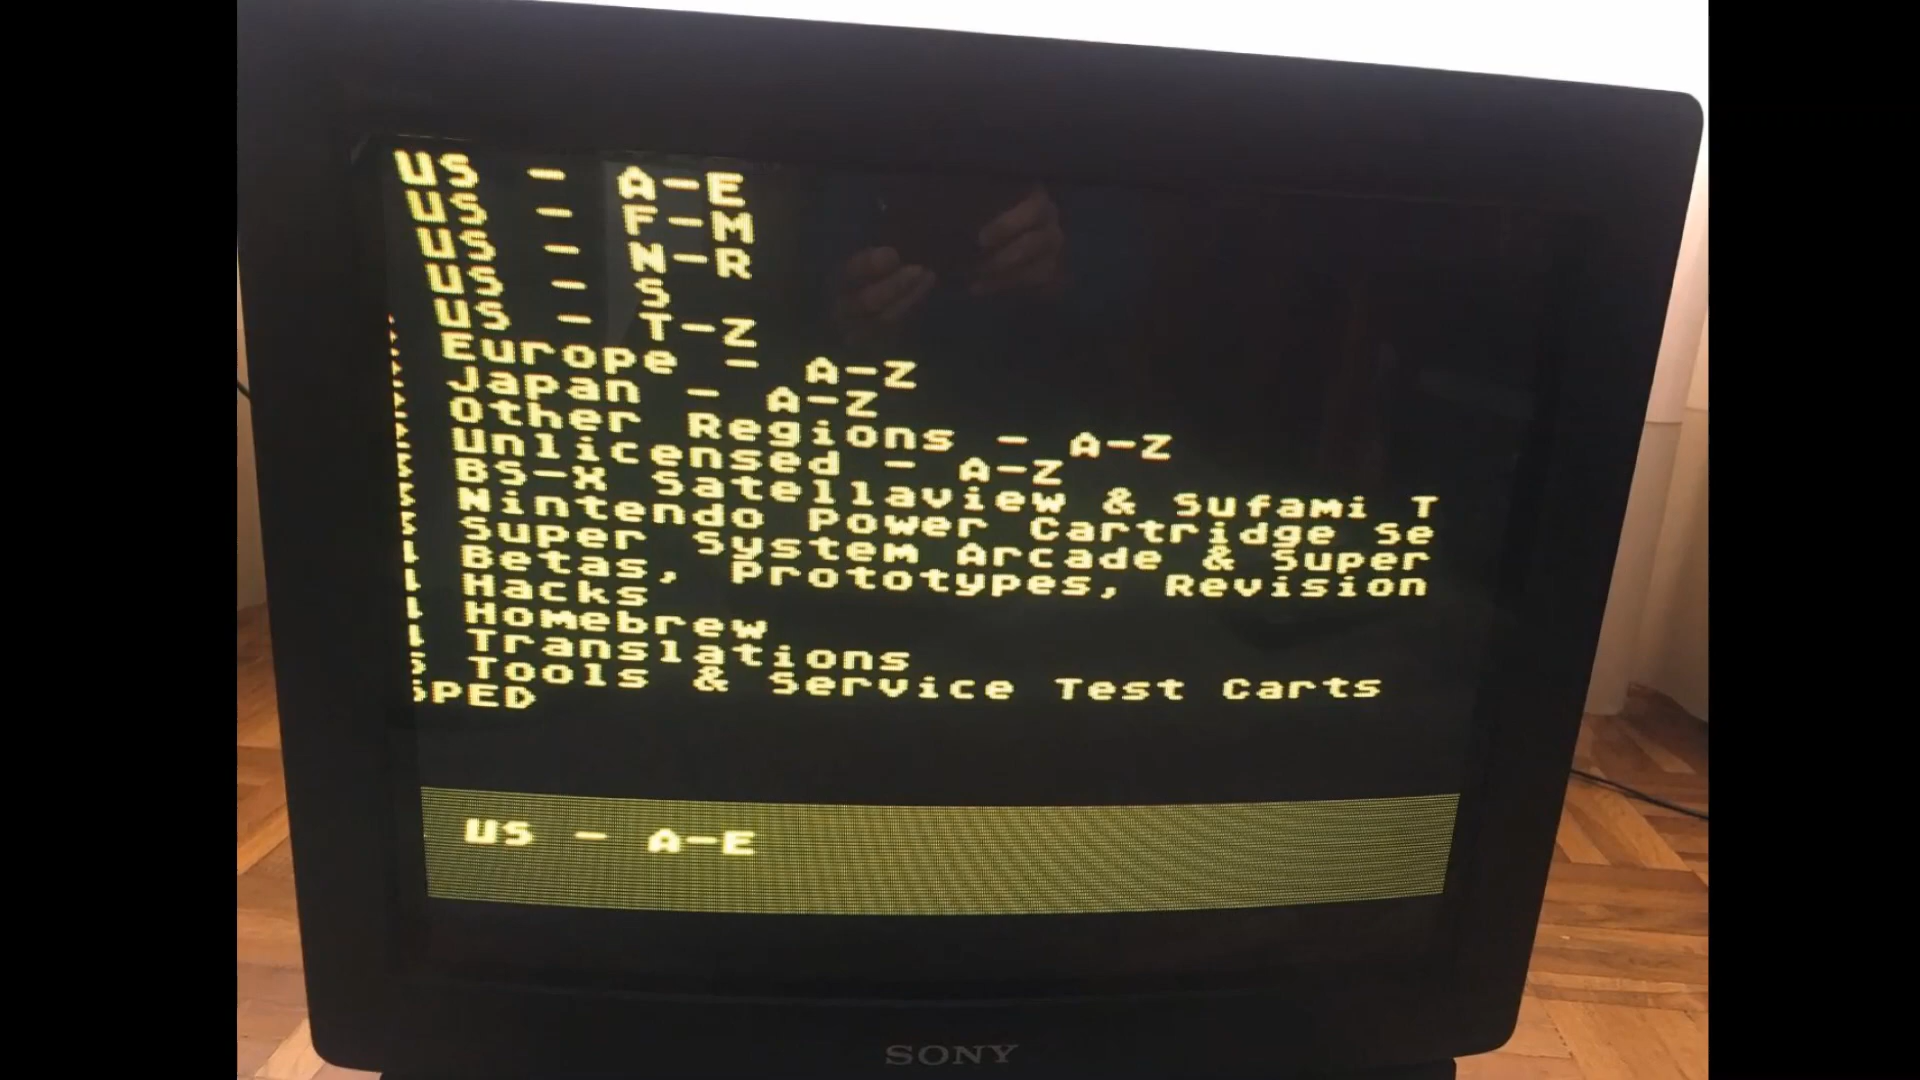 US - A-E
US - F-M
US - N-R
US - S
US - T-Z
Europe - A-Z
Japan - A-Z
Other Regions - A-Z
Unlicensed - A-Z
BS-X Satellaview & Sufami T
Nintendo Power Cartridge Se
Super System Arcade & Super
Betas, Prototypes, Revision
Hacks
Homebrew
Translations
Tools & Service Test Carts
SPED
US - A-E
SONY